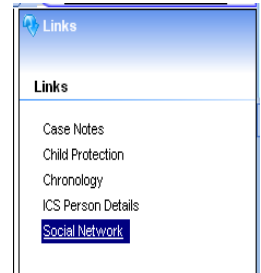 Links
Links
Case Notes
Child Protection
Chronology
ICS Person Details
Social Network